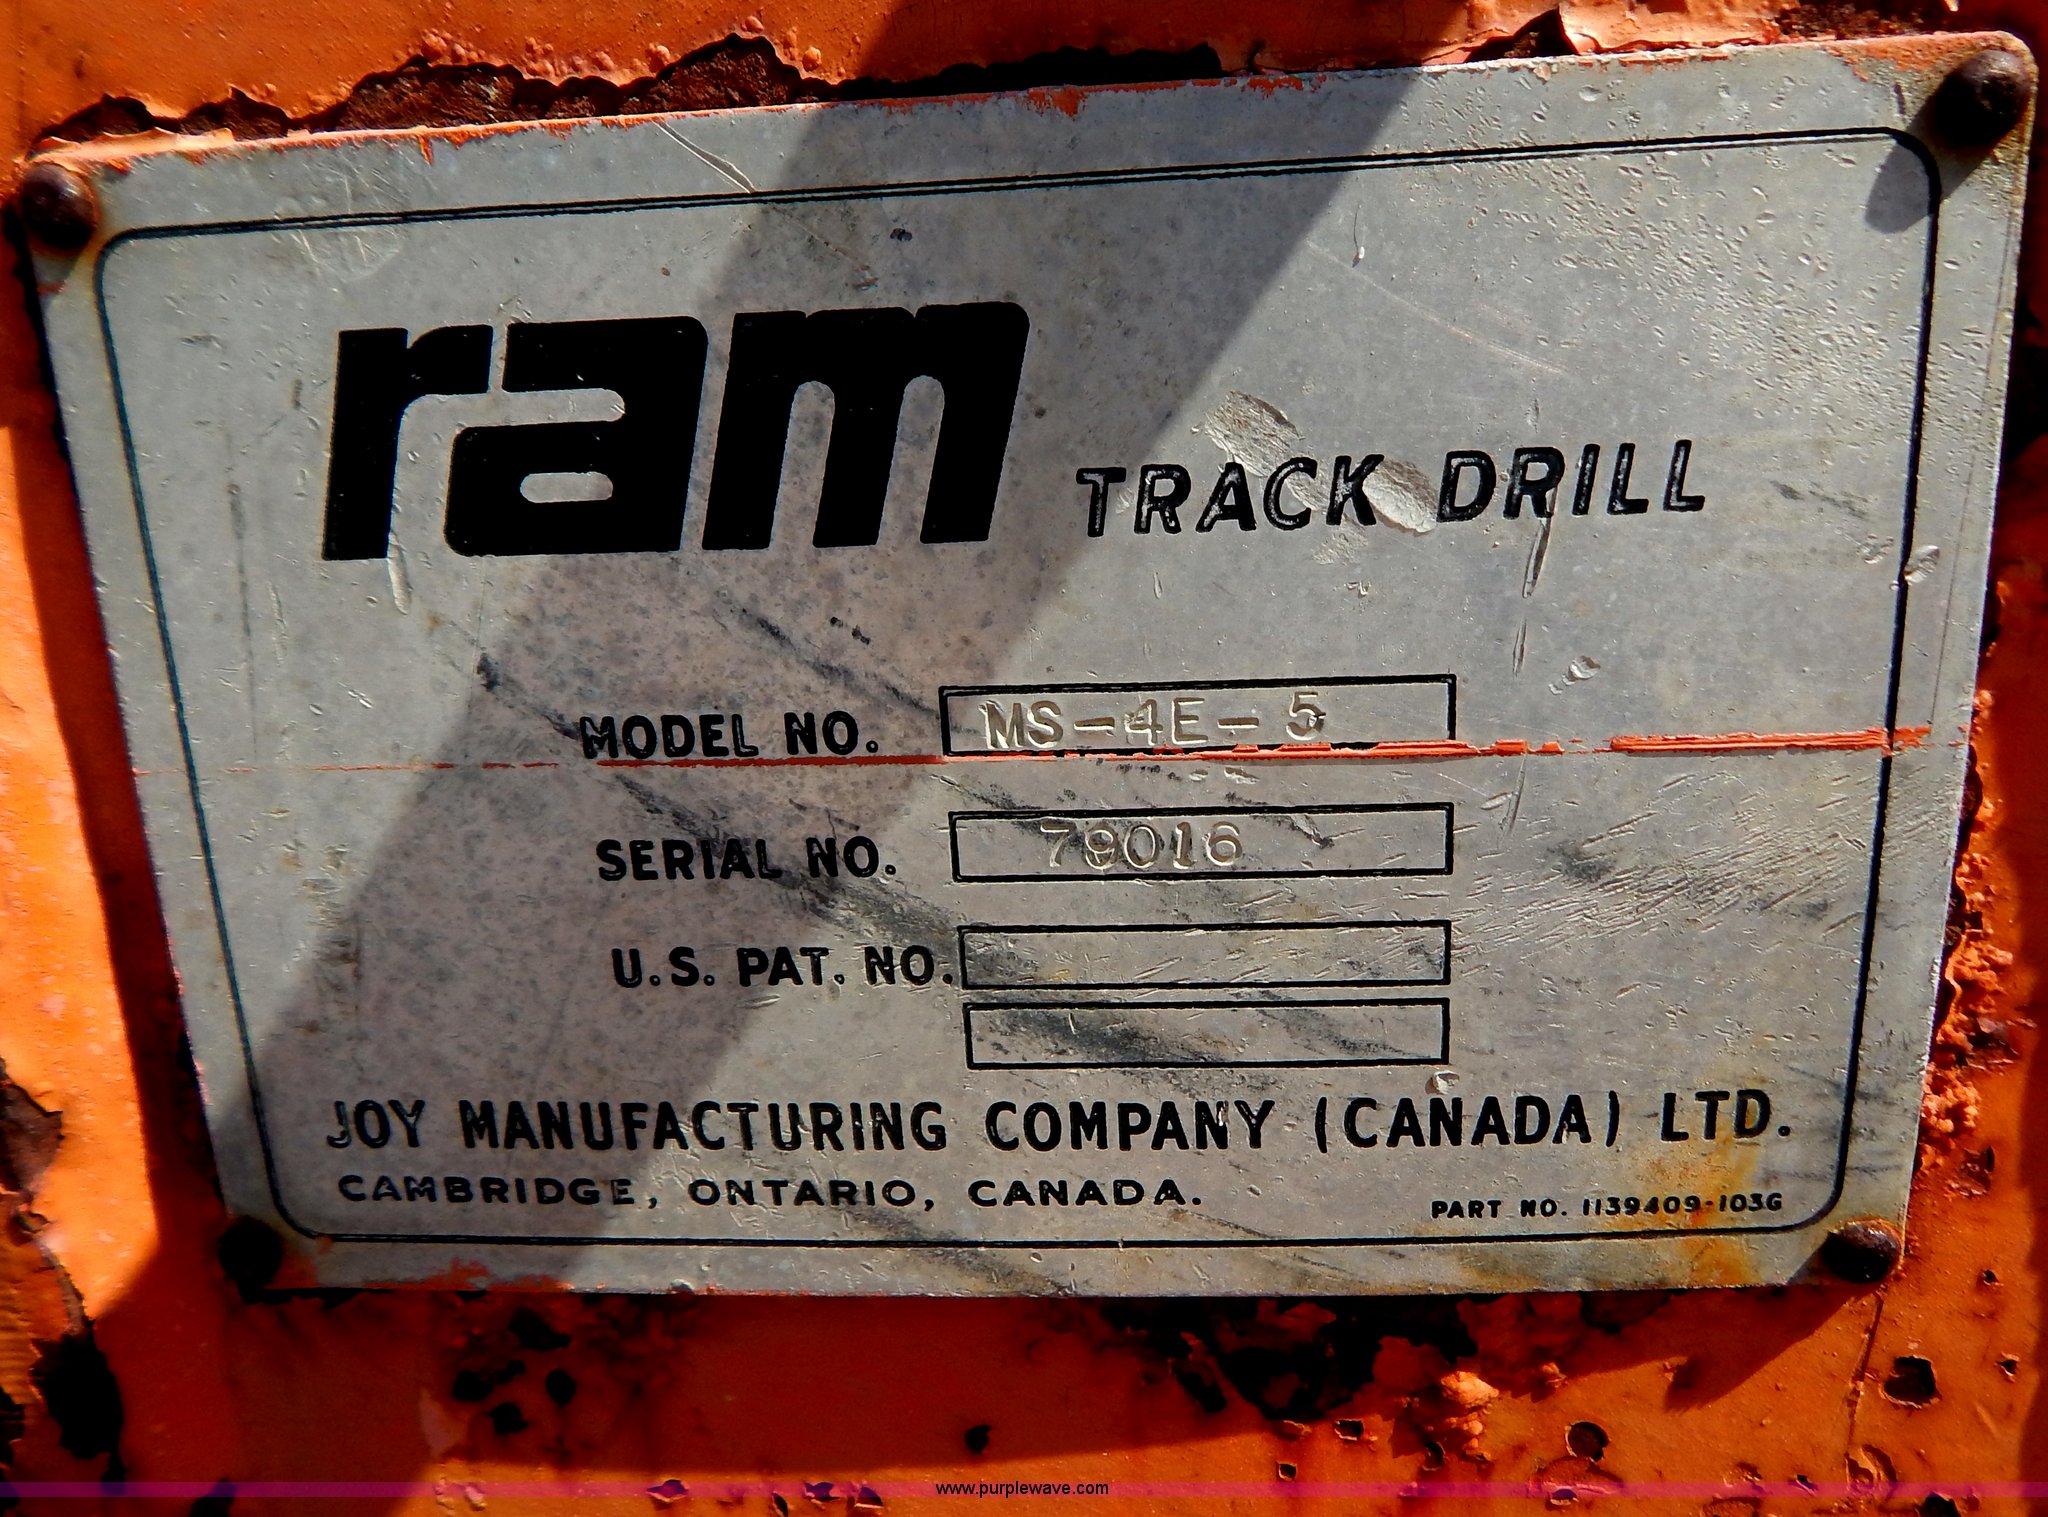 ram TRACK DRILL
MODEL NO. MS-4E-5
SERIAL NO. 79016
U.S. PAT. NO.
JOY MANUFACTURING COMPANY (CANADA) LTD.
CAMBRIDGE, ONTARIO, CANADA.
PART NO. 1139409-103G
www.purplewave.com